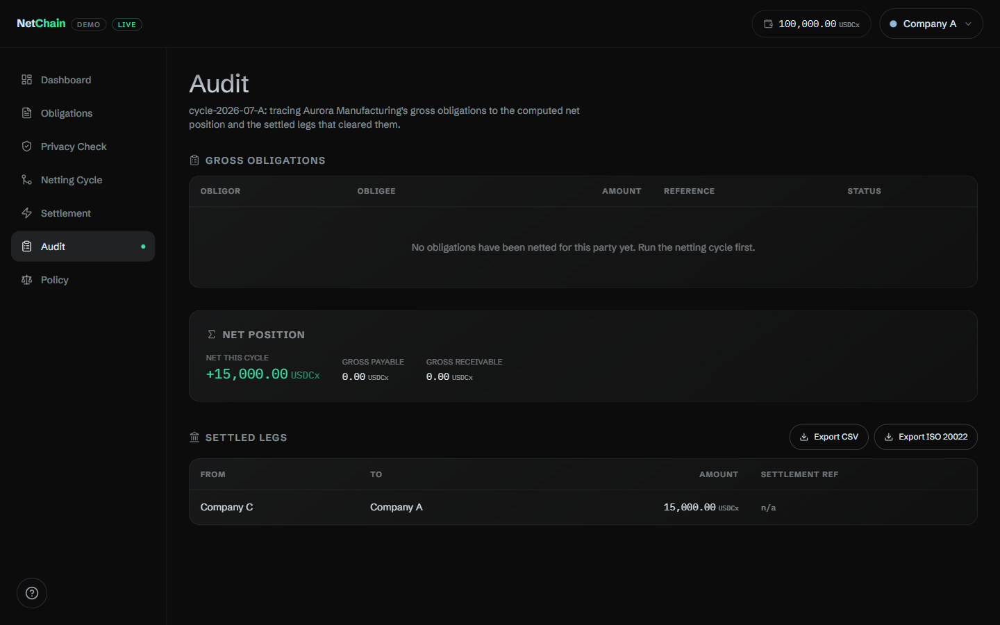 NetChain DEMO LIVE
100,000.00 USDCx
Company A
Dashboard
Obligations
Privacy Check
Netting Cycle
Settlement
Audit
Policy
Audit
cycle-2026-07-A: tracing Aurora Manufacturing's gross obligations to the computed net
position and the settled legs that cleared them.
GROSS OBLIGATIONS
OBLIGOR OBLIGEE AMOUNT REFERENCE STATUS
No obligations have been netted for this party yet. Run the netting cycle first.
NET POSITION
NET THIS CYCLE GROSS PAYABLE GROSS RECEIVABLE
+15,000.00 USDCx 0.00 USDCx 0.00 USDCx
SETTLED LEGS
Export CSV Export ISO 20022
FROM TO AMOUNT SETTLEMENT REF
Company C Company A 15,000.00 USDCx n/a